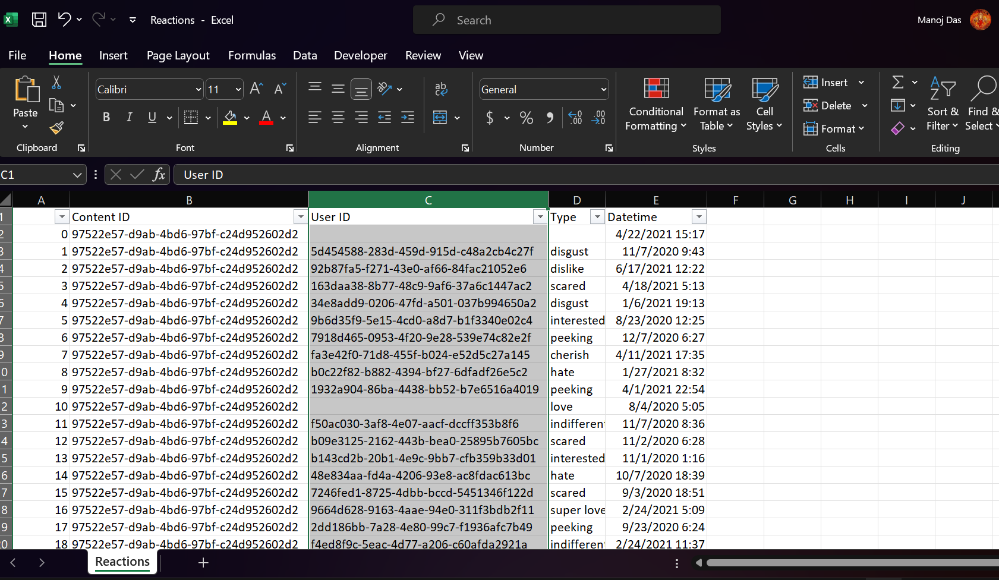 Reactions - Excel
Search
Manoj Das
File Home Insert Page Layout Formulas Data Developer Review View
Paste
Clipboard
Calibri 11
B I U
Font
Alignment
General
$ % 
Number
Conditional Formatting
Format as Table
Cell Styles
Styles
Insert
Delete
Format
Cells
Sort & Filter
Find & Select
Editing
C1 fx User ID
A B C D E F G H I J
1 Content ID User ID Type Datetime
2 0 97522e57-d9ab-4bd6-97bf-c24d952602d2 4/22/2021 15:17
3 1 97522e57-d9ab-4bd6-97bf-c24d952602d2 5d454588-283d-459d-915d-c48a2cb4c27f disgust 11/7/2020 9:43
4 2 97522e57-d9ab-4bd6-97bf-c24d952602d2 92b87fa5-f271-43e0-af66-84fac21052e6 dislike 6/17/2021 12:22
5 3 97522e57-d9ab-4bd6-97bf-c24d952602d2 163daa38-8b77-48c9-9af6-37a6c1447ac2 scared 4/18/2021 5:13
6 4 97522e57-d9ab-4bd6-97bf-c24d952602d2 34e8add9-0206-47fd-a501-037b994650a2 disgust 1/6/2021 19:13
7 5 97522e57-d9ab-4bd6-97bf-c24d952602d2 9b6d35f9-5e15-4cd0-a8d7-b1f3340e02c4 interested 8/23/2020 12:25
8 6 97522e57-d9ab-4bd6-97bf-c24d952602d2 7918d465-0953-4f20-9e28-539e74c82e2f peeking 12/7/2020 6:27
9 7 97522e57-d9ab-4bd6-97bf-c24d952602d2 fa3e42f0-71d8-455f-b024-e52d5c27a145 cherish 4/11/2021 17:35
0 8 97522e57-d9ab-4bd6-97bf-c24d952602d2 b0c22f82-b882-4394-bf27-6dfadf26e5c2 hate 1/27/2021 8:32
1 9 97522e57-d9ab-4bd6-97bf-c24d952602d2 1932a904-86ba-4438-bb52-b7e6516a4019 peeking 4/1/2021 22:54
2 10 97522e57-d9ab-4bd6-97bf-c24d952602d2 love 8/4/2020 5:05
3 11 97522e57-d9ab-4bd6-97bf-c24d952602d2 f50ac030-3af8-4e07-aacf-dccff353b8f6 indifferen 11/7/2020 8:36
4 12 97522e57-d9ab-4bd6-97bf-c24d952602d2 b09e3125-2162-443b-bea0-25895b7605bc scared 11/2/2020 6:28
5 13 97522e57-d9ab-4bd6-97bf-c24d952602d2 b143cd2b-20b1-4e9c-9bb7-cfb359b33d01 interested 11/1/2020 1:16
6 14 97522e57-d9ab-4bd6-97bf-c24d952602d2 48e834aa-fd4a-4206-93e8-ac8fdac613bc hate 10/7/2020 18:39
7 15 97522e57-d9ab-4bd6-97bf-c24d952602d2 7246fed1-8725-4dbb-bccd-5451346f122d scared 9/3/2020 18:51
8 16 97522e57-d9ab-4bd6-97bf-c24d952602d2 9664d628-9163-4aae-94e0-311f3bdb2f11 super love 2/24/2021 5:09
9 17 97522e57-d9ab-4bd6-97bf-c24d952602d2 2dd186bb-7a28-4e80-99c7-f1936afc7b49 peeking 9/23/2020 6:24
20 18 97522e57-d9ab-4bd6-97bf-c24d952602d2 f4ed8f9c-5eac-4d77-a206-c60afda2921a indifferen 2/24/2021 11:37
Reactions